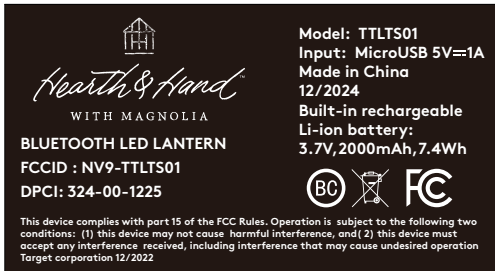 Hearth & Hand™
WITH MAGNOLIA
BLUETOOTH LED LANTERN
FCCID : NV9-TTLTS01
DPCI: 324-00-1225
Model: TTLTS01
Input: MicroUSB 5V⎓1A
Made in China
12/2024
Built-in rechargeable
Li-ion battery:
3.7V,2000mAh,7.4Wh
BC FC
This device complies with part 15 of the FCC Rules. Operation is subject to the following two
conditions: (1) this device may not cause harmful interference, and( 2) this device must
accept any interference received, including interference that may cause undesired operation
Target corporation 12/2022